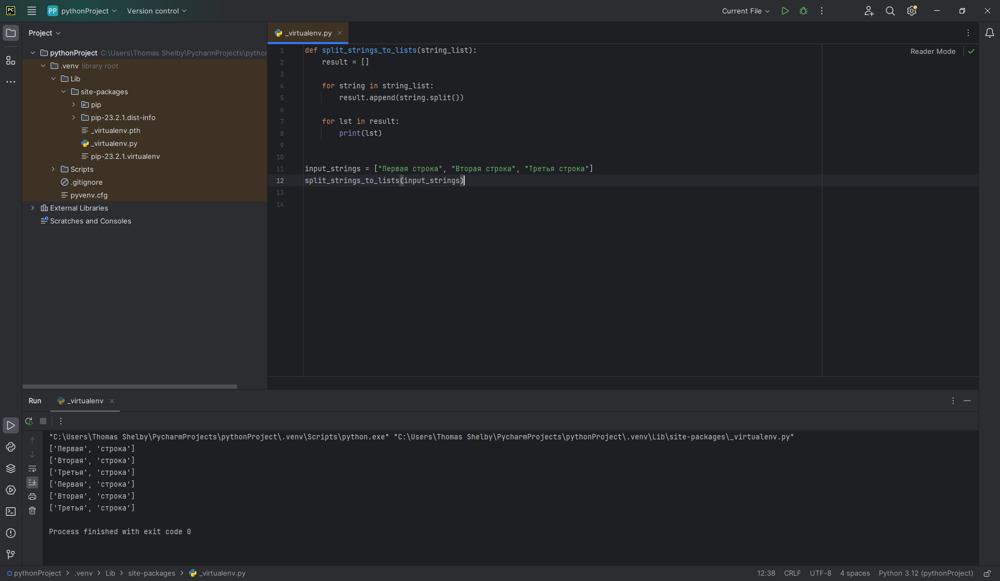 PC
PP pythonProject Version control
Current File
Project
pythonProject C:\Users\Thomas Shelby\PycharmProjects\python
.venv library root
Lib
site-packages
pip
pip-23.2.1.dist-info
_virtualenv.pth
_virtualenv.py
pip-23.2.1.virtualenv
Scripts
.gitignore
pyvenv.cfg
External Libraries
Scratches and Consoles
_virtualenv.py
Reader Mode
1 def split_strings_to_lists(string_list):
2 result = []
3
4 for string in string_list:
5 result.append(string.split())
6
7 for lst in result:
8 print(lst)
9
10
11 input_strings = ["Первая строка", "Вторая строка", "Третья строка"]
12 split_strings_to_lists(input_strings)
13
14
Run _virtualenv
"C:\Users\Thomas Shelby\PycharmProjects\pythonProject\.venv\Scripts\python.exe" "C:\Users\Thomas Shelby\PycharmProjects\pythonProject\.venv\Lib\site-packages\_virtualenv.py"
['Первая', 'строка']
['Вторая', 'строка']
['Третья', 'строка']
['Первая', 'строка']
['Вторая', 'строка']
['Третья', 'строка']
Process finished with exit code 0
pythonProject > .venv > Lib > site-packages > _virtualenv.py
12:38 CRLF UTF-8 4 spaces Python 3.12 (pythonProject)